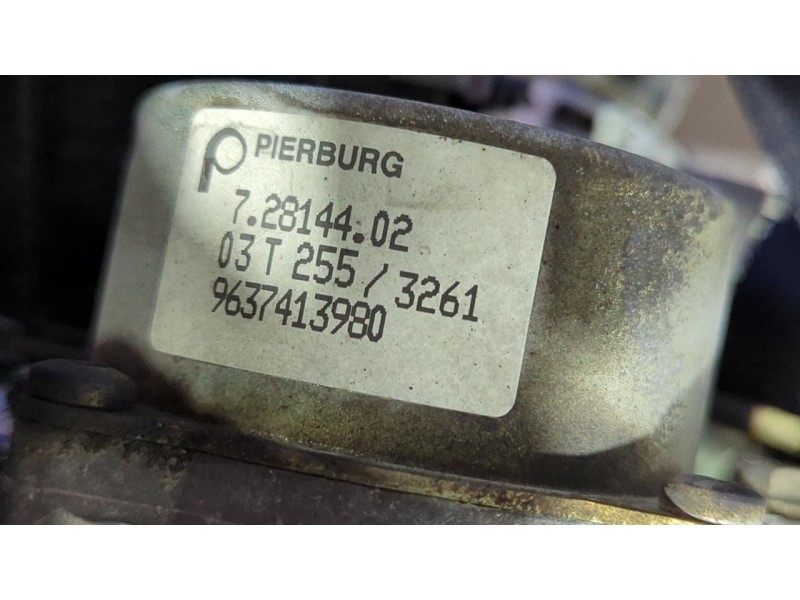 PIERBURG
7.28144.02
03 T 255 / 3261
9637413980